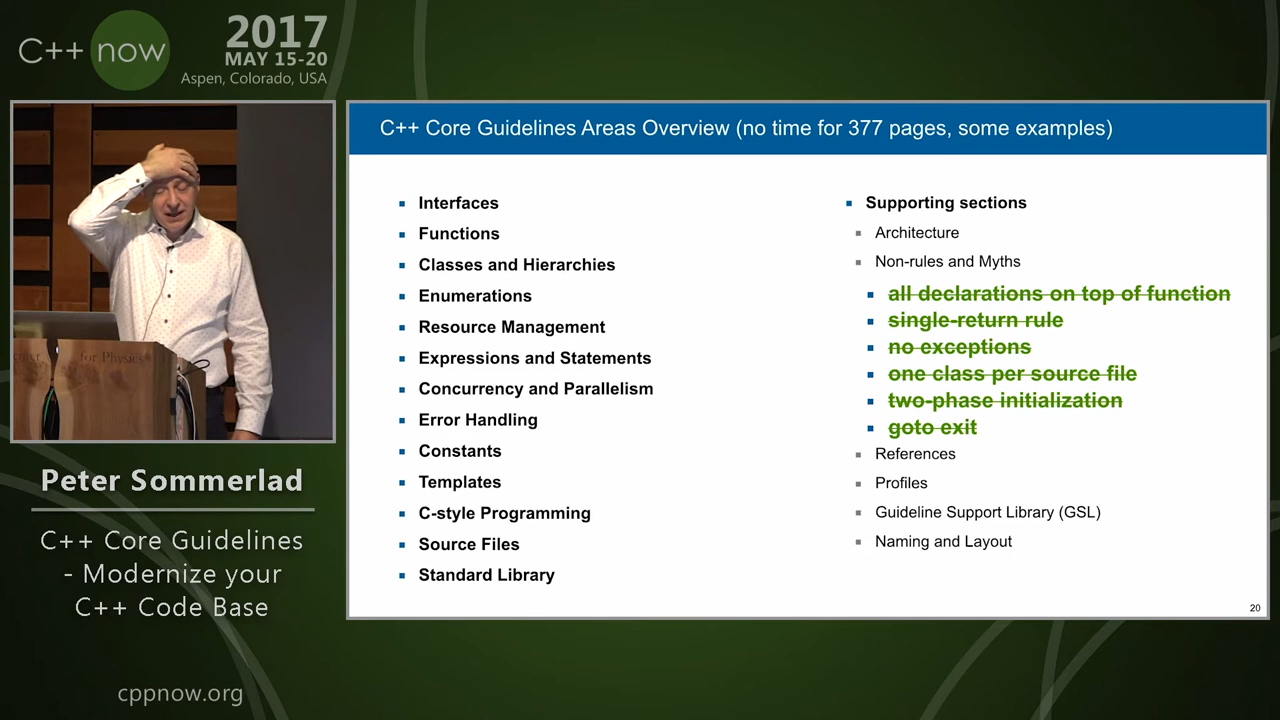 C++ now
2017
MAY 15-20
Aspen, Colorado, USA
for Physics
Peter Sommerlad
C++ Core Guidelines
- Modernize your
C++ Code Base
cppnow.org
C++ Core Guidelines Areas Overview (no time for 377 pages, some examples)
Interfaces
Functions
Classes and Hierarchies
Enumerations
Resource Management
Expressions and Statements
Concurrency and Parallelism
Error Handling
Constants
Templates
C-style Programming
Source Files
Standard Library
Supporting sections
Architecture
Non-rules and Myths
all declarations on top of function
single-return rule
no exceptions
one class per source file
two-phase initialization
goto exit
References
Profiles
Guideline Support Library (GSL)
Naming and Layout
20